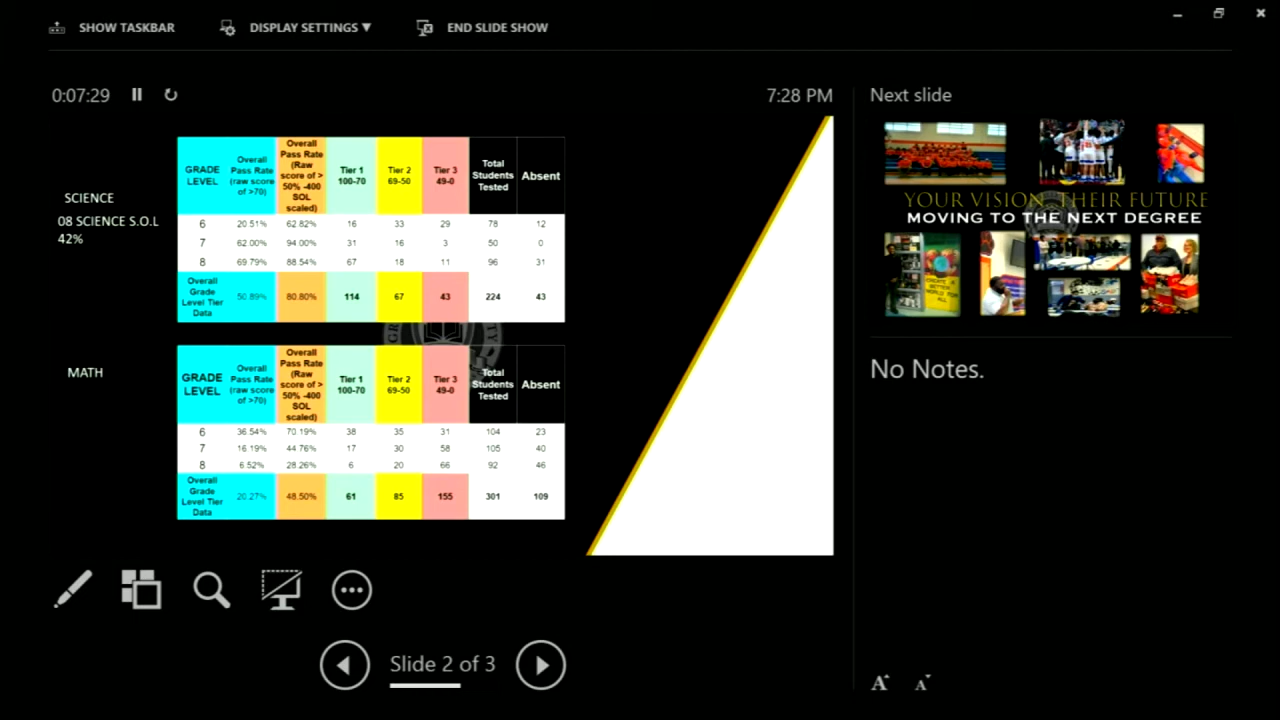 SHOW TASKBAR DISPLAY SETTINGS ▼ END SLIDE SHOW
0:07:29 7:28 PM
Next slide
SCIENCE
08 SCIENCE S.O.L
42%
GRADE LEVEL Overall Pass Rate (raw score of >70) Overall Pass Rate (Raw score of > 50% -400 SOL scaled) Tier 1 100-70 Tier 2 69-50 Tier 3 49-0 Total Students Tested Absent
6 20.51% 62.82% 16 33 29 78 12
7 62.00% 94.00% 31 16 3 50 0
8 69.79% 88.54% 67 18 11 96 31
Overall Grade Level Tier Data 50.89% 80.80% 114 67 43 224 43
MATH
GRADE LEVEL Overall Pass Rate (raw score of >70) Overall Pass Rate (Raw score of > 50% -400 SOL scaled) Tier 1 100-70 Tier 2 69-50 Tier 3 49-0 Total Students Tested Absent
6 36.54% 70.19% 38 35 31 104 23
7 16.19% 44.76% 17 30 58 105 40
8 6.52% 28.26% 6 20 66 92 46
Overall Grade Level Tier Data 20.27% 48.50% 61 85 155 301 109
YOUR VISION, THEIR FUTURE
MOVING TO THE NEXT DEGREE
CREATE A BETTER WORLD FOR ALL
No Notes.
Slide 2 of 3
A A